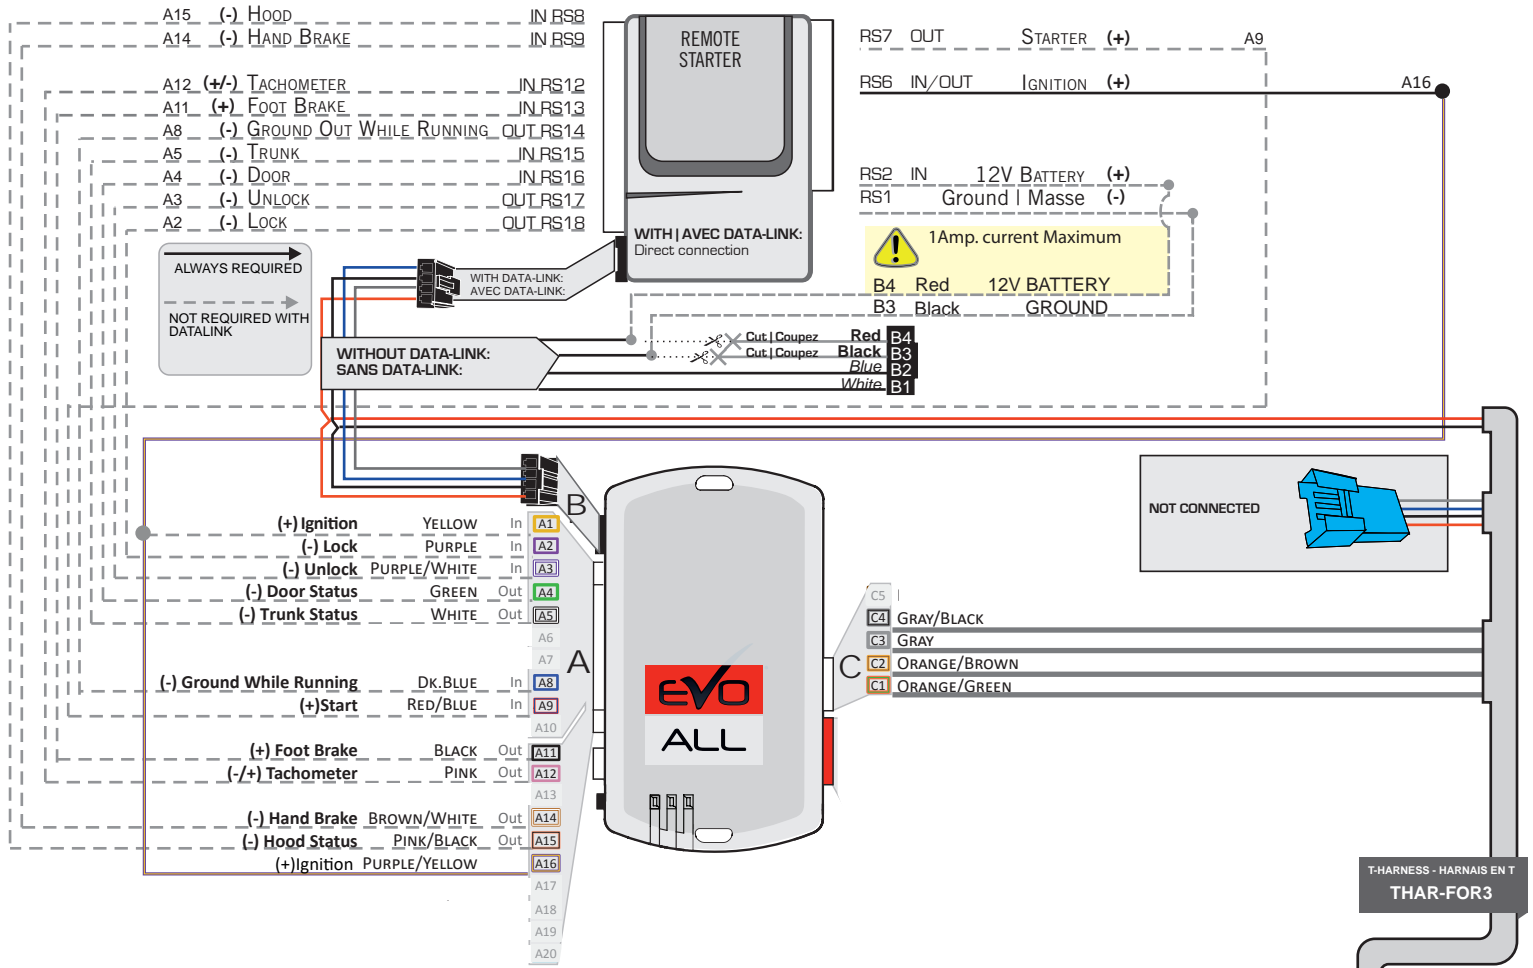 A15 (-) HOOD IN RS8
A14 (-) HAND BRAKE IN RS9
A12 (+/-) TACHOMETER IN RS12
A11 (+) FOOT BRAKE IN RS13
A8 (-) GROUND OUT WHILE RUNNING OUT RS14
A5 (-) TRUNK IN RS15
A4 (-) DOOR IN RS16
A3 (-) UNLOCK OUT RS17
A2 (-) LOCK OUT RS18
REMOTE
STARTER
WITH | AVEC DATA-LINK:
Direct connection
RS7 OUT STARTER (+) A9
RS6 IN/OUT IGNITION (+) A16
RS2 IN 12V BATTERY (+)
RS1 Ground | Masse (-)
1Amp. current Maximum
B4 Red 12V BATTERY
B3 Black GROUND
ALWAYS REQUIRED
NOT REQUIRED WITH
DATALINK
WITH DATA-LINK:
AVEC DATA-LINK:
WITHOUT DATA-LINK:
SANS DATA-LINK:
Cut | Coupez Red B4
Cut | Coupez Black B3
Blue B2
White B1
NOT CONNECTED
B
(+) Ignition YELLOW In A1
(-) Lock PURPLE In A2
(-) Unlock PURPLE/WHITE In A3
(-) Door Status GREEN Out A4
(-) Trunk Status WHITE Out A5
A6
A7
A
(-) Ground While Running DK.BLUE In A8
(+)Start RED/BLUE In A9
A10
(+) Foot Brake BLACK Out A11
(-/+) Tachometer PINK Out A12
A13
(-) Hand Brake BROWN/WHITE Out A14
(-) Hood Status PINK/BLACK Out A15
(+)Ignition PURPLE/YELLOW A16
A17
A18
A19
A20
EVO
ALL
C
C5
C4 GRAY/BLACK
C3 GRAY
C2 ORANGE/BROWN
C1 ORANGE/GREEN
T-HARNESS - HARNAIS EN T
THAR-FOR3